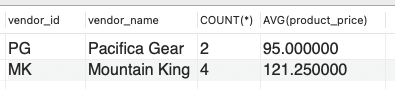 vendor_id vendor_name COUNT(*) AVG(product_price)
PG Pacifica Gear 2 95.000000
MK Mountain King 4 121.250000